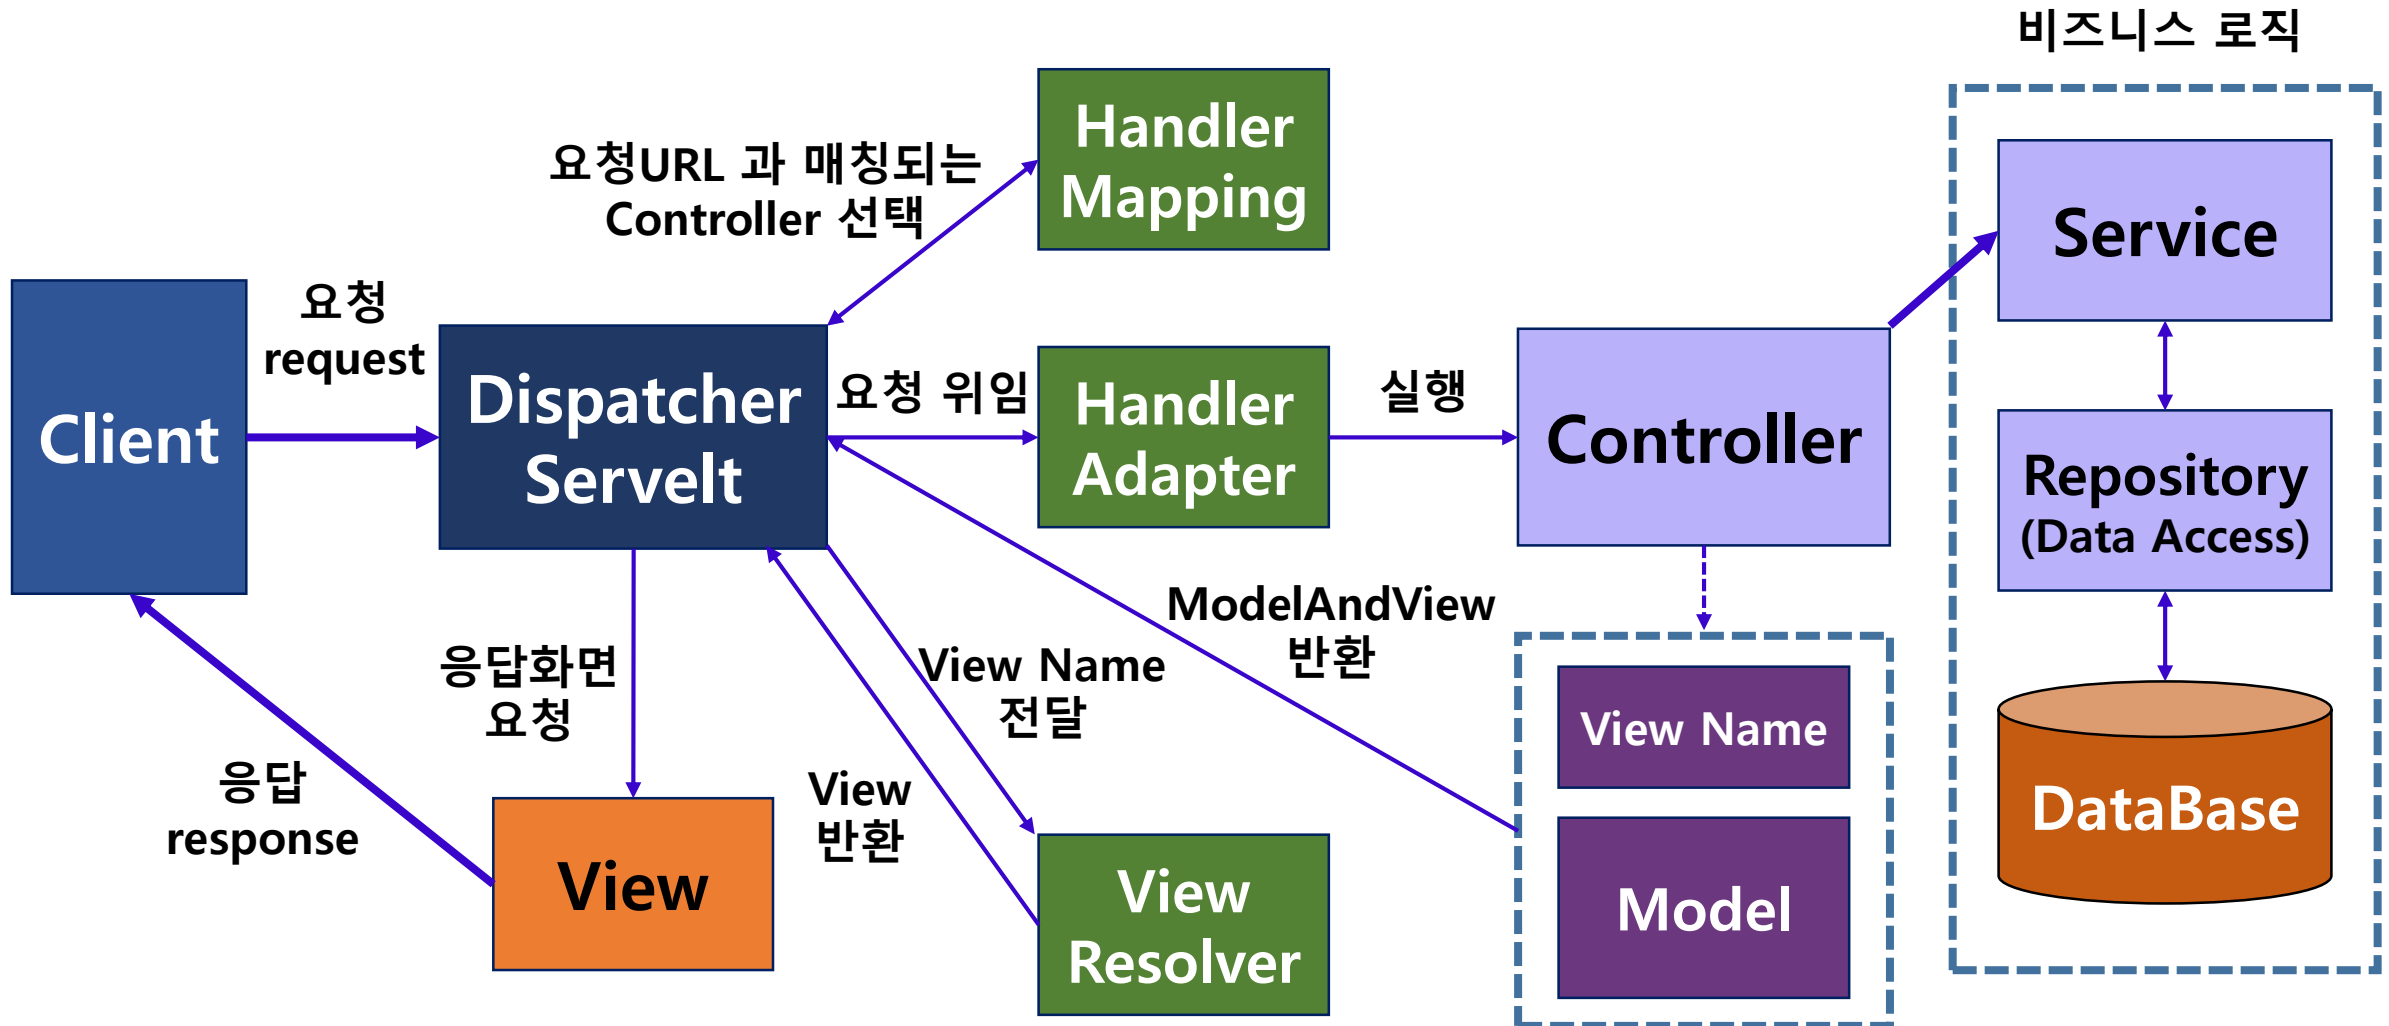 비즈니스 로직
Handler
Mapping
요청URL 과 매칭되는
Controller 선택
Service
요청
request
Client
Dispatcher
Servelt
요청 위임
Handler
Adapter
실행
Controller
Repository
(Data Access)
ModelAndView
반환
응답화면
요청
View Name
전달
View Name
응답
response
View
반환
DataBase
View
View
Resolver
Model